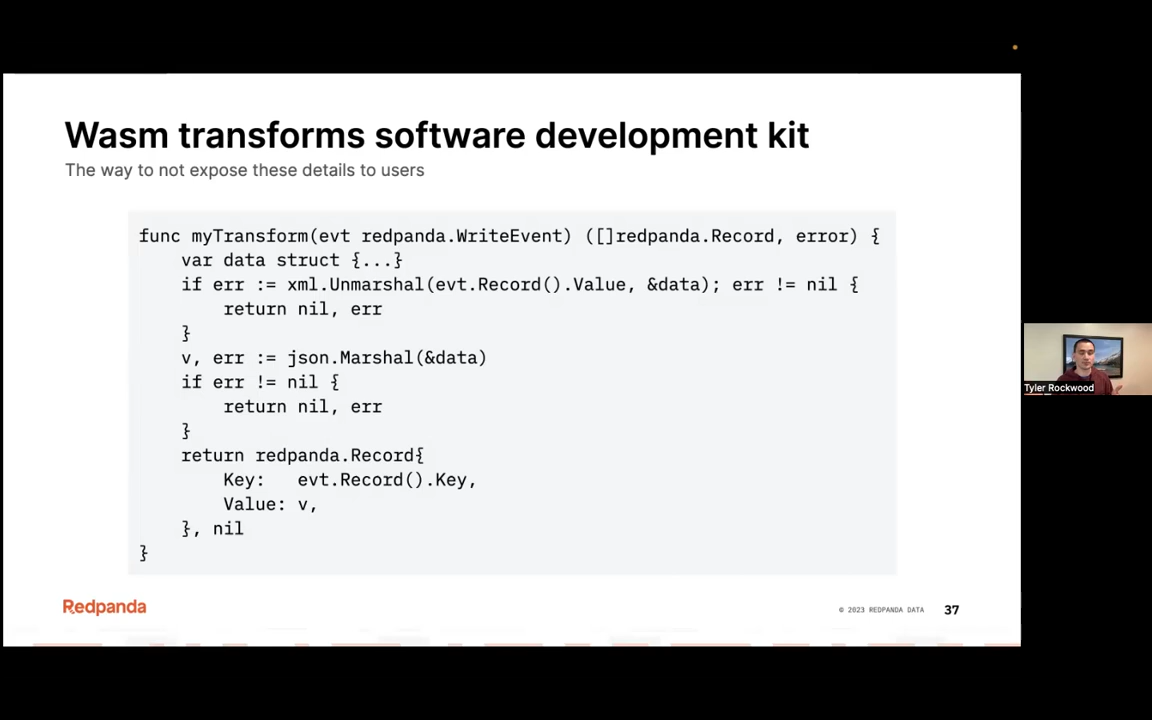 Wasm transforms software development kit
The way to not expose these details to users
func myTransform(evt redpanda.WriteEvent) ([]redpanda.Record, error) {
    var data struct {...}
    if err := xml.Unmarshal(evt.Record().Value, &data); err != nil {
        return nil, err
    }
    v, err := json.Marshal(&data)
    if err != nil {
        return nil, err
    }
    return redpanda.Record{
        Key:   evt.Record().Key,
        Value: v,
    }, nil
}
Redpanda
© 2023 REDPANDA DATA 37
Tyler Rockwood